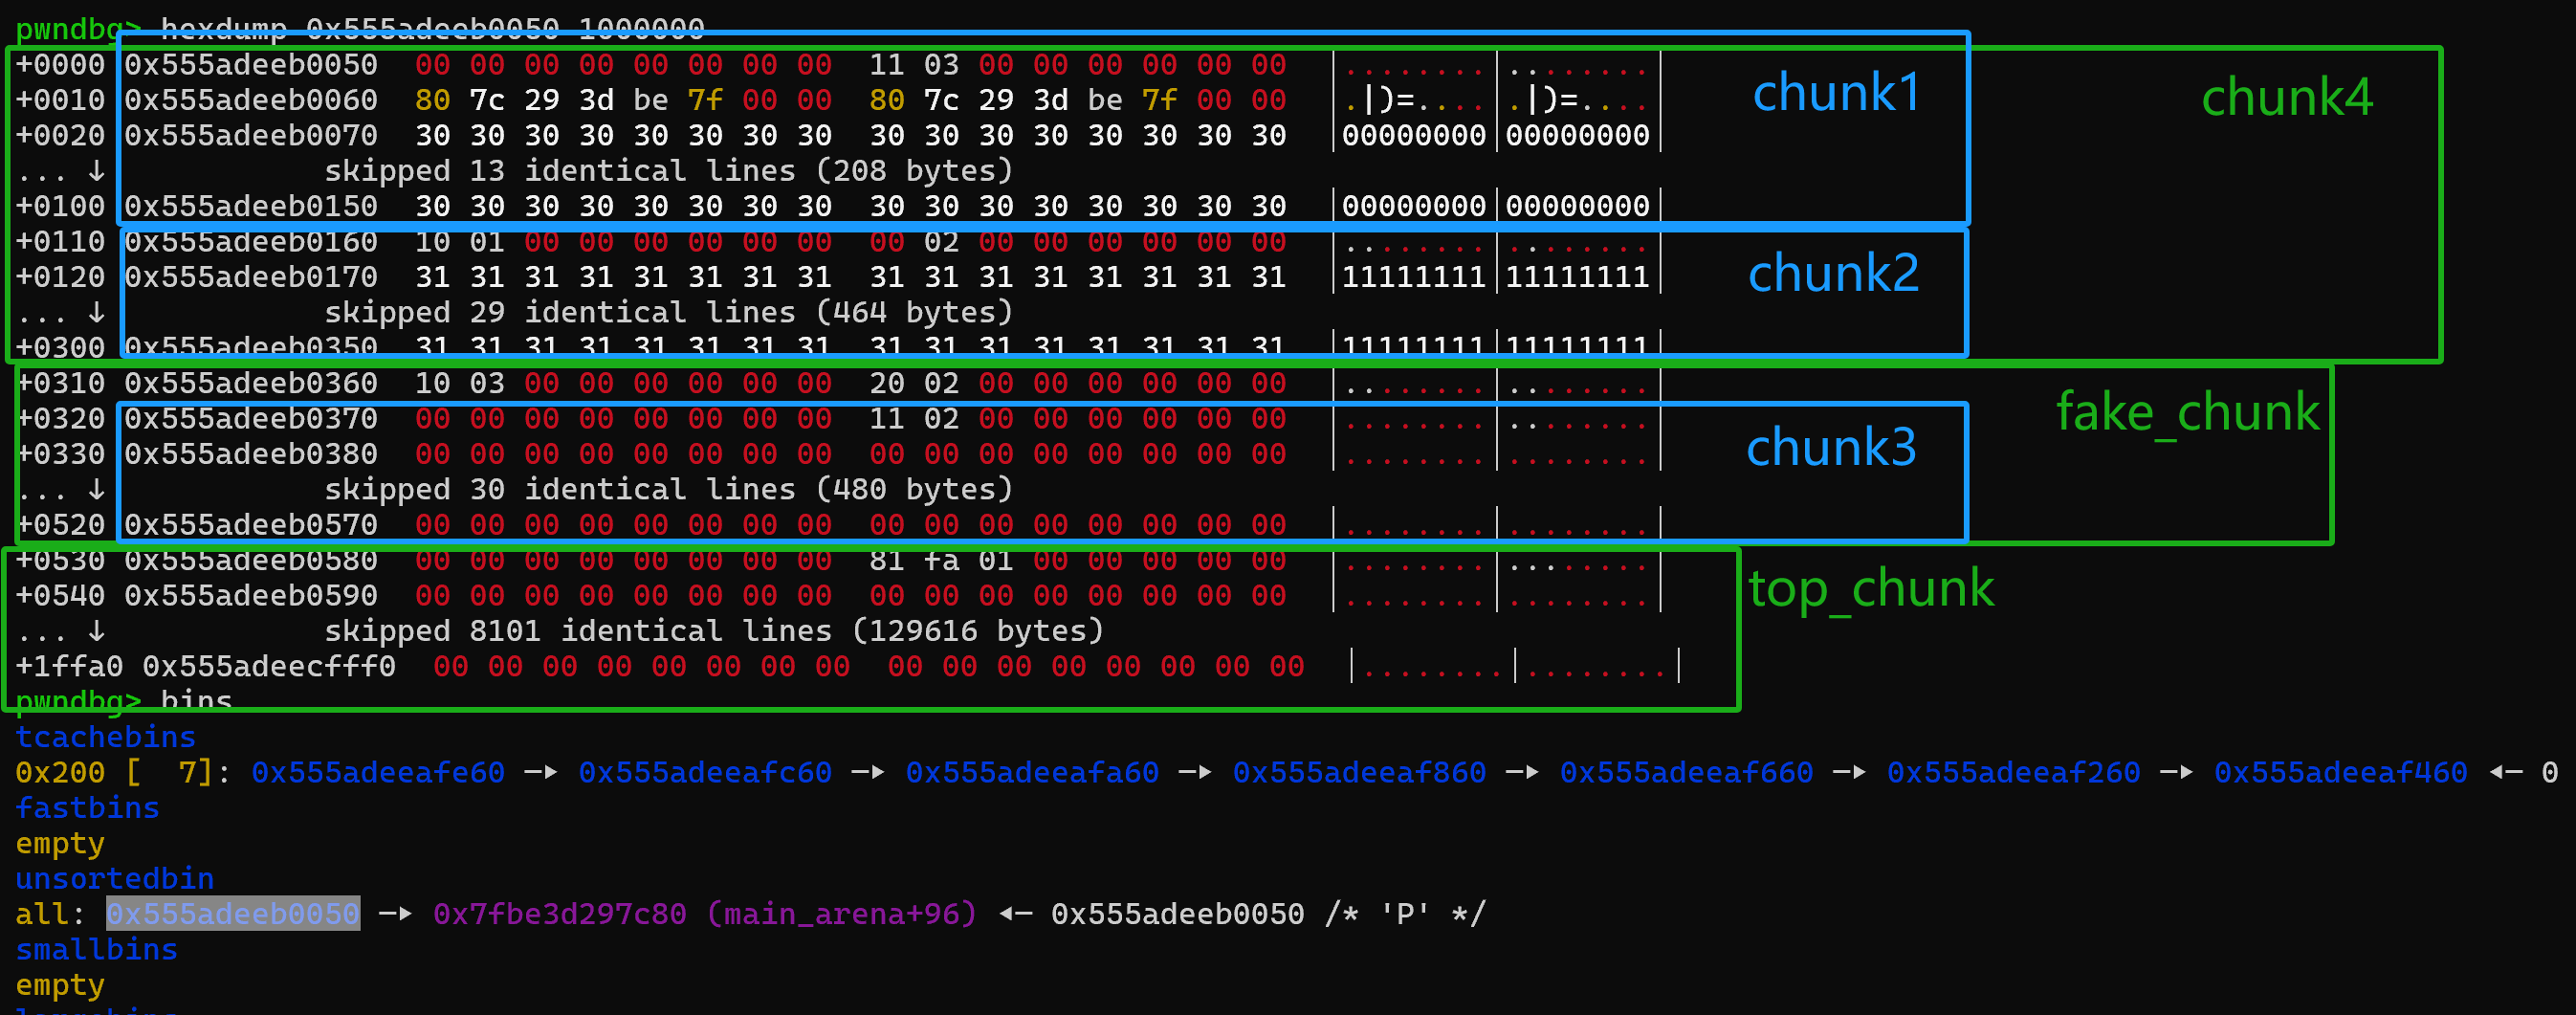 pwndbg> hexdump 0x555adeeb0050 1000000
+0000 0x555adeeb0050  00 00 00 00 00 00 00 00  11 03 00 00 00 00 00 00  |........|........|
+0010 0x555adeeb0060  80 7c 29 3d be 7f 00 00  80 7c 29 3d be 7f 00 00  |.|)=....|.|)=....| chunk1 chunk4
+0020 0x555adeeb0070  30 30 30 30 30 30 30 30  30 30 30 30 30 30 30 30  |00000000|00000000|
... ↓            skipped 13 identical lines (208 bytes)
+0100 0x555adeeb0150  30 30 30 30 30 30 30 30  30 30 30 30 30 30 30 30  |00000000|00000000|
+0110 0x555adeeb0160  10 01 00 00 00 00 00 00  00 02 00 00 00 00 00 00  |........|........|
+0120 0x555adeeb0170  31 31 31 31 31 31 31 31  31 31 31 31 31 31 31 31  |11111111|11111111| chunk2
... ↓            skipped 29 identical lines (464 bytes)
+0300 0x555adeeb0350  31 31 31 31 31 31 31 31  31 31 31 31 31 31 31 31  |11111111|11111111|
+0310 0x555adeeb0360  10 03 00 00 00 00 00 00  20 02 00 00 00 00 00 00  |........|........|
+0320 0x555adeeb0370  00 00 00 00 00 00 00 00  11 02 00 00 00 00 00 00  |........|........| fake_chunk
+0330 0x555adeeb0380  00 00 00 00 00 00 00 00  00 00 00 00 00 00 00 00  |........|........| chunk3
... ↓            skipped 30 identical lines (480 bytes)
+0520 0x555adeeb0570  00 00 00 00 00 00 00 00  00 00 00 00 00 00 00 00  |........|........|
+0530 0x555adeeb0580  00 00 00 00 00 00 00 00  81 fa 01 00 00 00 00 00  |........|........|
+0540 0x555adeeb0590  00 00 00 00 00 00 00 00  00 00 00 00 00 00 00 00  |........|........| top_chunk
... ↓            skipped 8101 identical lines (129616 bytes)
+1ffa0 0x555adeecfff0  00 00 00 00 00 00 00 00  00 00 00 00 00 00 00 00  |........|........|
pwndbg> bins
tcachebins
0x200 [  7]: 0x555adeeafe60 —▸ 0x555adeeafc60 —▸ 0x555adeeafa60 —▸ 0x555adeeaf860 —▸ 0x555adeeaf660 —▸ 0x555adeeaf260 —▸ 0x555adeeaf460 ◂— 0
fastbins
empty
unsortedbin
all: 0x555adeeb0050 —▸ 0x7fbe3d297c80 (main_arena+96) ◂— 0x555adeeb0050 /* 'P' */
smallbins
empty